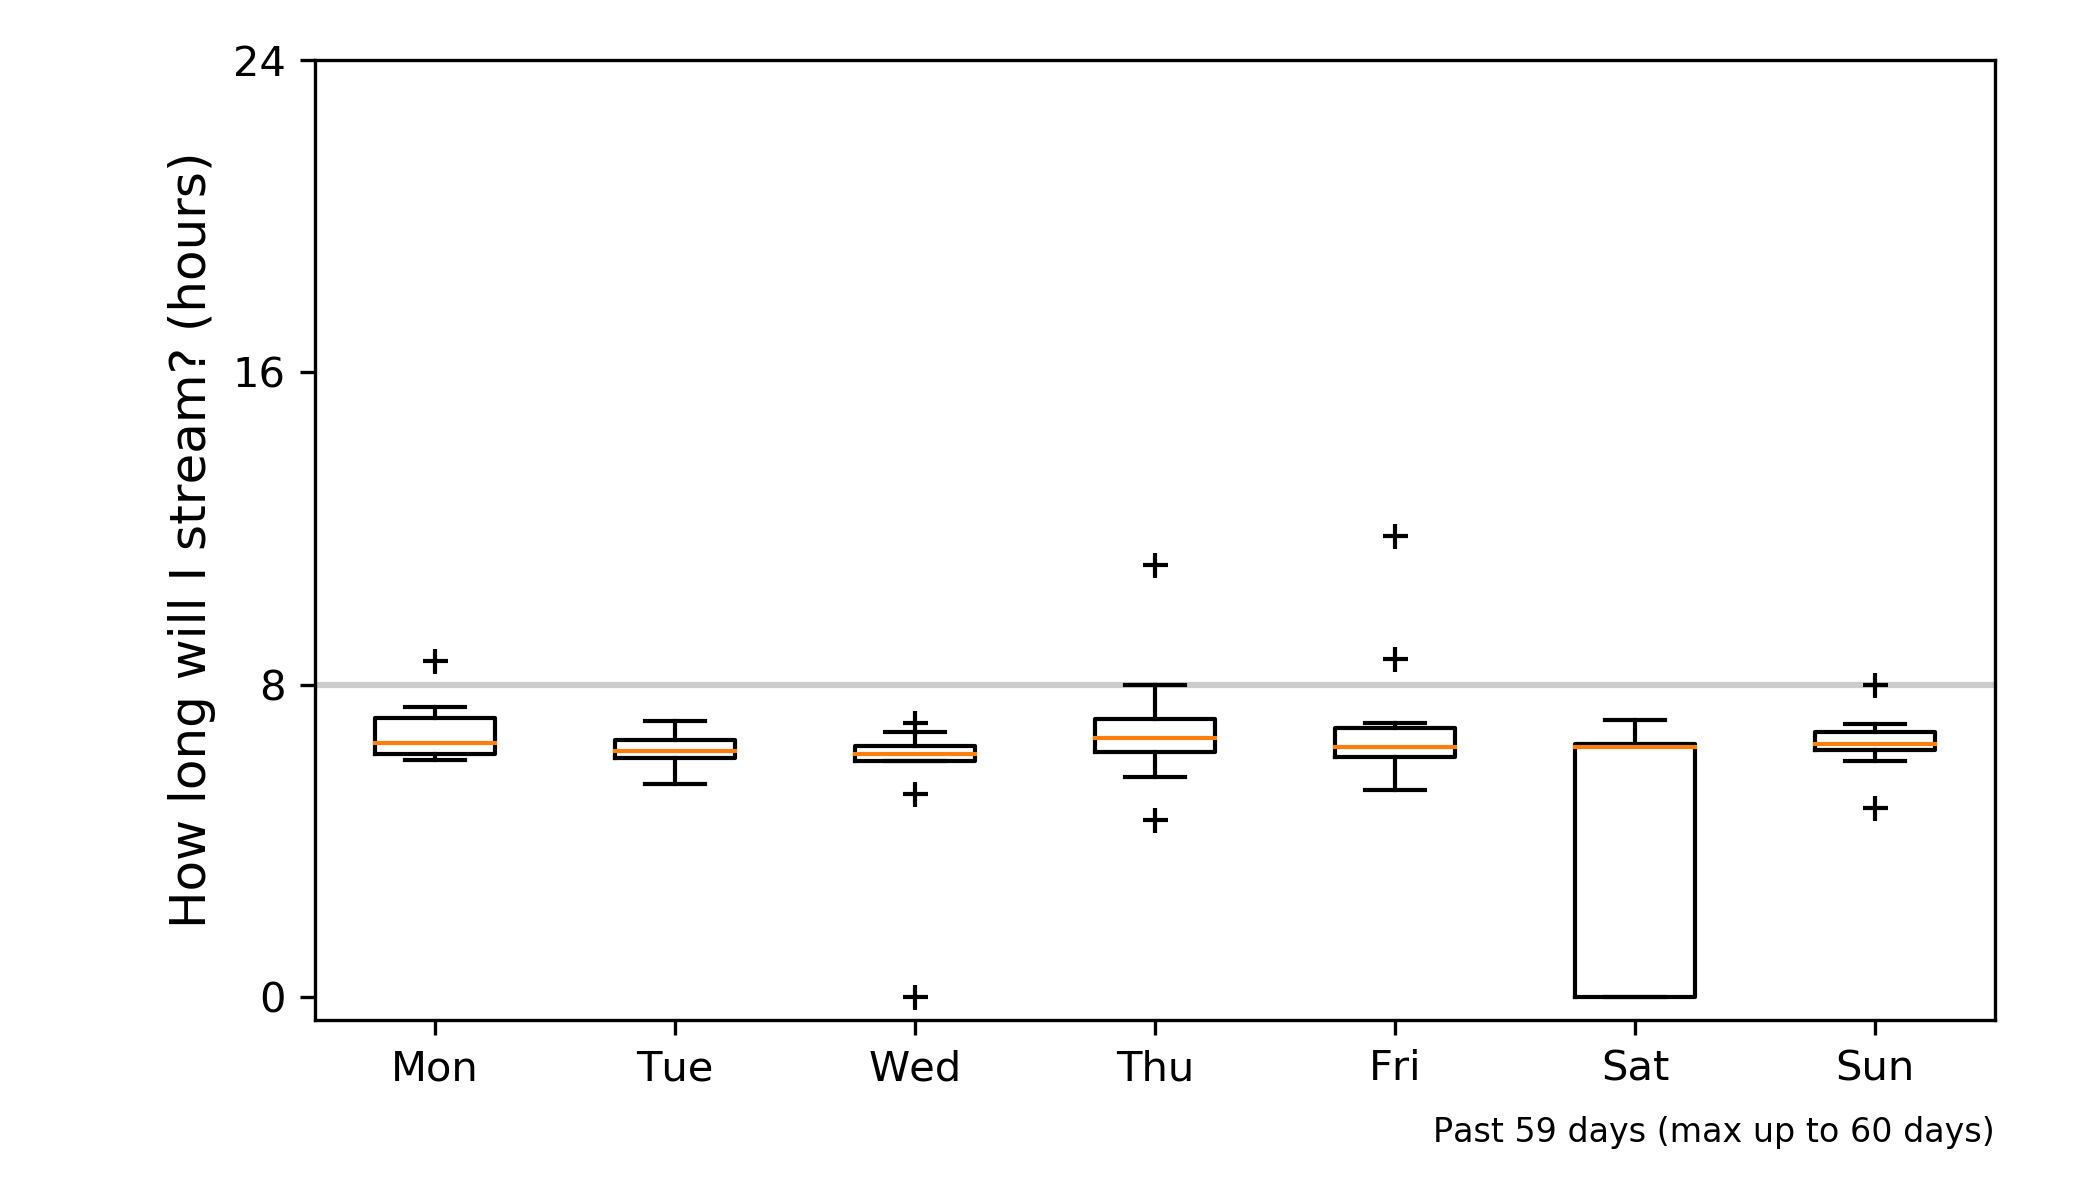 How long will I stream? (hours)
24
16
8
0
Mon Tue Wed Thu Fri Sat Sun
Past 59 days (max up to 60 days)